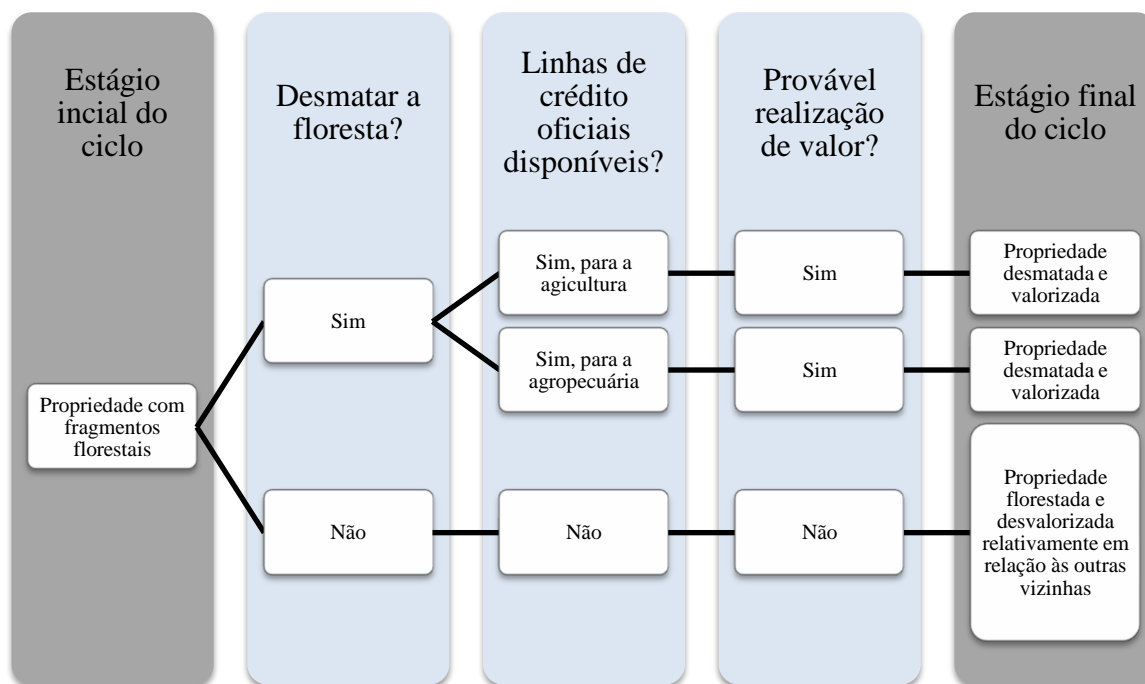 Estágio
incial do
ciclo
Desmatar a
floresta?
Linhas de
crédito
oficiais
disponíveis?
Provável
realização
de valor?
Estágio final
do ciclo
Propriedade com
fragmentos
florestais
Sim
Sim, para a
agicultura
Sim
Propriedade
desmatada e
valorizada
Sim, para a
agropecuária
Sim
Propriedade
desmatada e
valorizada
Não
Não
Não
Propriedade
florestada e
desvalorizada
relativamente em
relação às outras
vizinhas